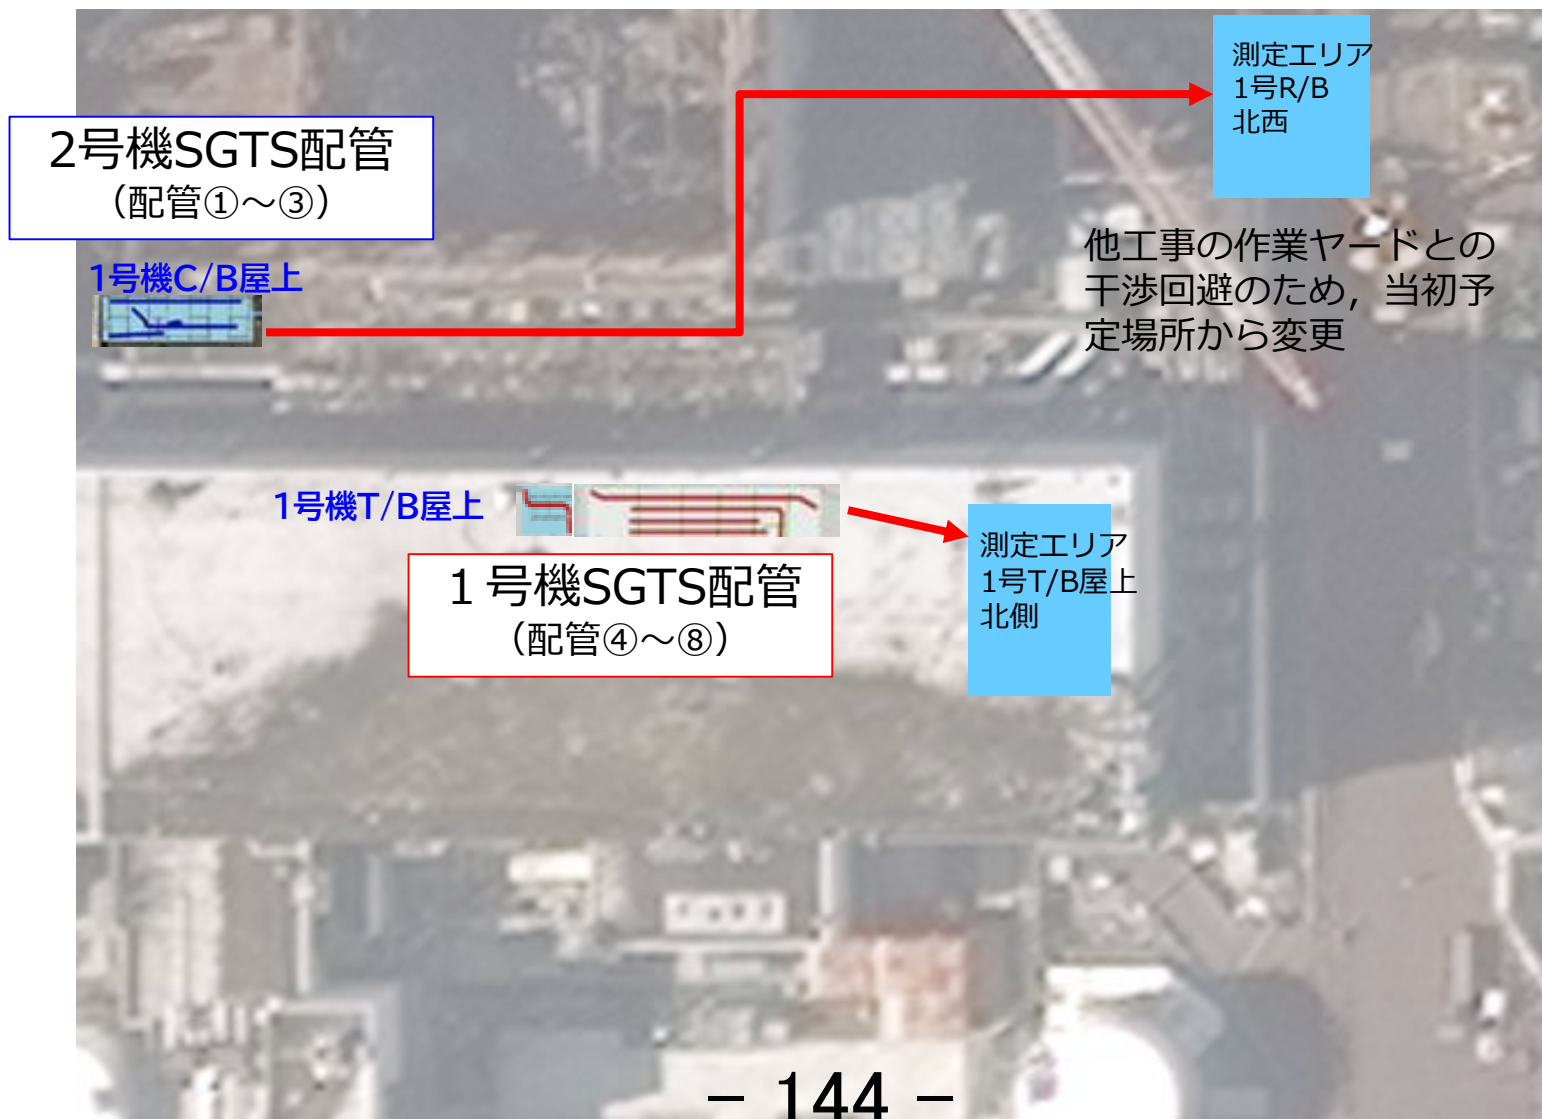 測定エリア
1号R/B
北西
2号機SGTS配管
（配管①～③）
1号機C/B屋上
他工事の作業ヤードとの
干渉回避のため，当初予
定場所から変更
1号機T/B屋上
測定エリア
1号T/B屋上
北側
１号機SGTS配管
（配管④～⑧）
－ 144 －